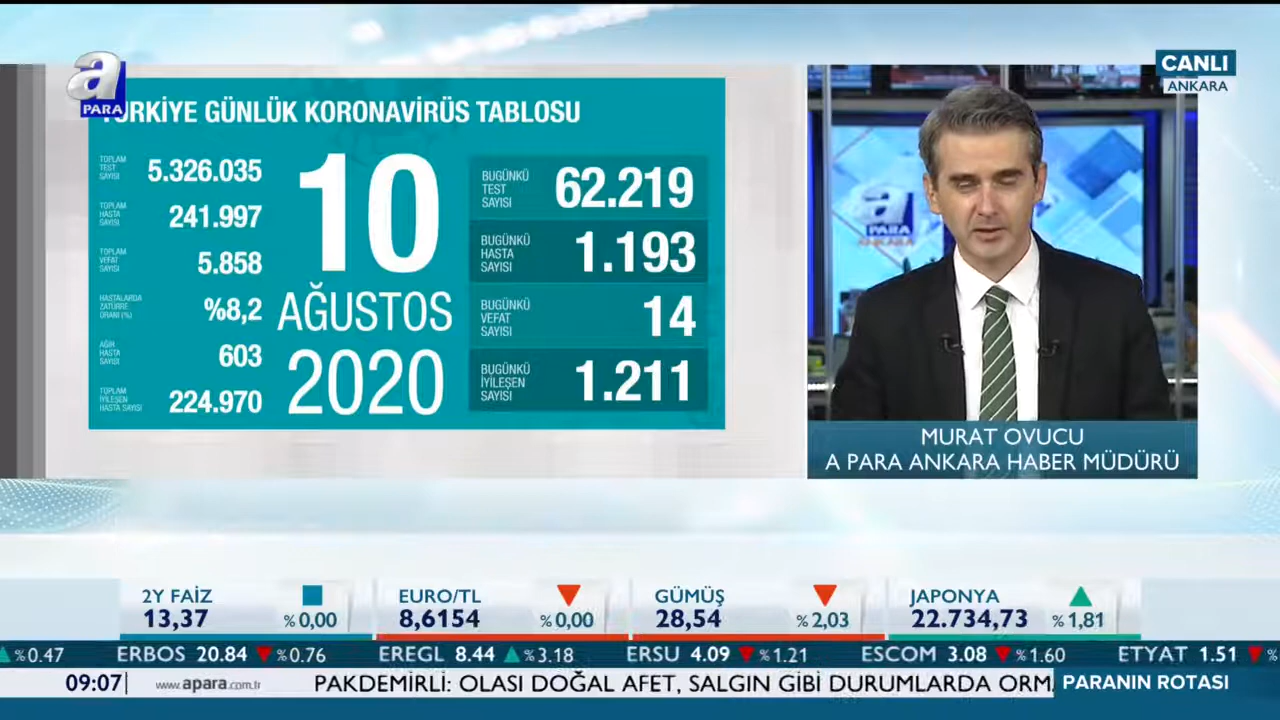 a
PARA
TÜRKİYE GÜNLÜK KORONAVİRÜS TABLOSU
TOPLAM
TEST
SAYISI
5.326.035
TOPLAM
HASTA
SAYISI
241.997
TOPLAM
VEFAT
SAYISI
5.858
HASTALARDA
ZATÜRRE
ORANI (%)
%8,2
AĞIR
HASTA
SAYISI
603
TOPLAM
İYİLEŞEN
HASTA SAYISI
224.970
10
AĞUSTOS
2020
BUGÜNKÜ
TEST
SAYISI
62.219
BUGÜNKÜ
HASTA
SAYISI
1.193
BUGÜNKÜ
VEFAT
SAYISI
14
BUGÜNKÜ
İYİLEŞEN
SAYISI
1.211
CANLI
ANKARA
a
PARA
ANKARA
MURAT OVUCU
A PARA ANKARA HABER MÜDÜRÜ
2Y FAİZ
13,37 %0,00
EURO/TL
8,6154 %0,00
GÜMÜŞ
28,54 %2,03
JAPONYA
22.734,73 %1,81
%0.47 ERBOS 20.84 %0.76 EREGL 8.44 %3.18 ERSU 4.09 %1.21 ESCOM 3.08 %1.60 ETYAT 1.51 %
09:07 www.apara.com.tr PAKDEMİRLİ: OLASI DOĞAL AFET, SALGIN GİBİ DURUMLARDA ORM PARANIN ROTASI